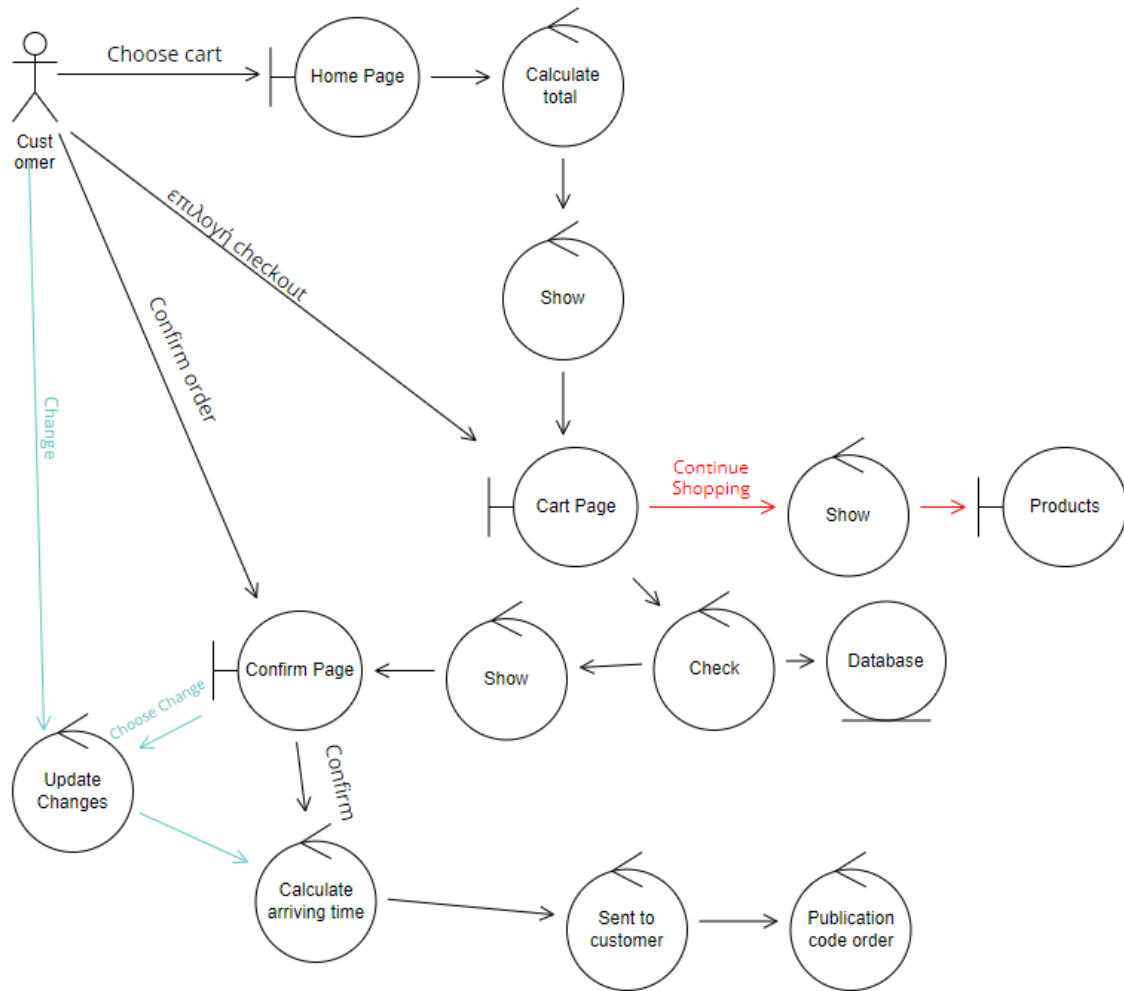 Choose cart
Home Page
Calculate
total
Cust
omer
επιλογή checkout
Show
Confirm order
Change
Cart Page
Continue
Shopping
Show
Products
Confirm Page
Show
Check
Database
Choose Change
Update
Changes
Confirm
Calculate
arriving time
Sent to
customer
Publication
code order